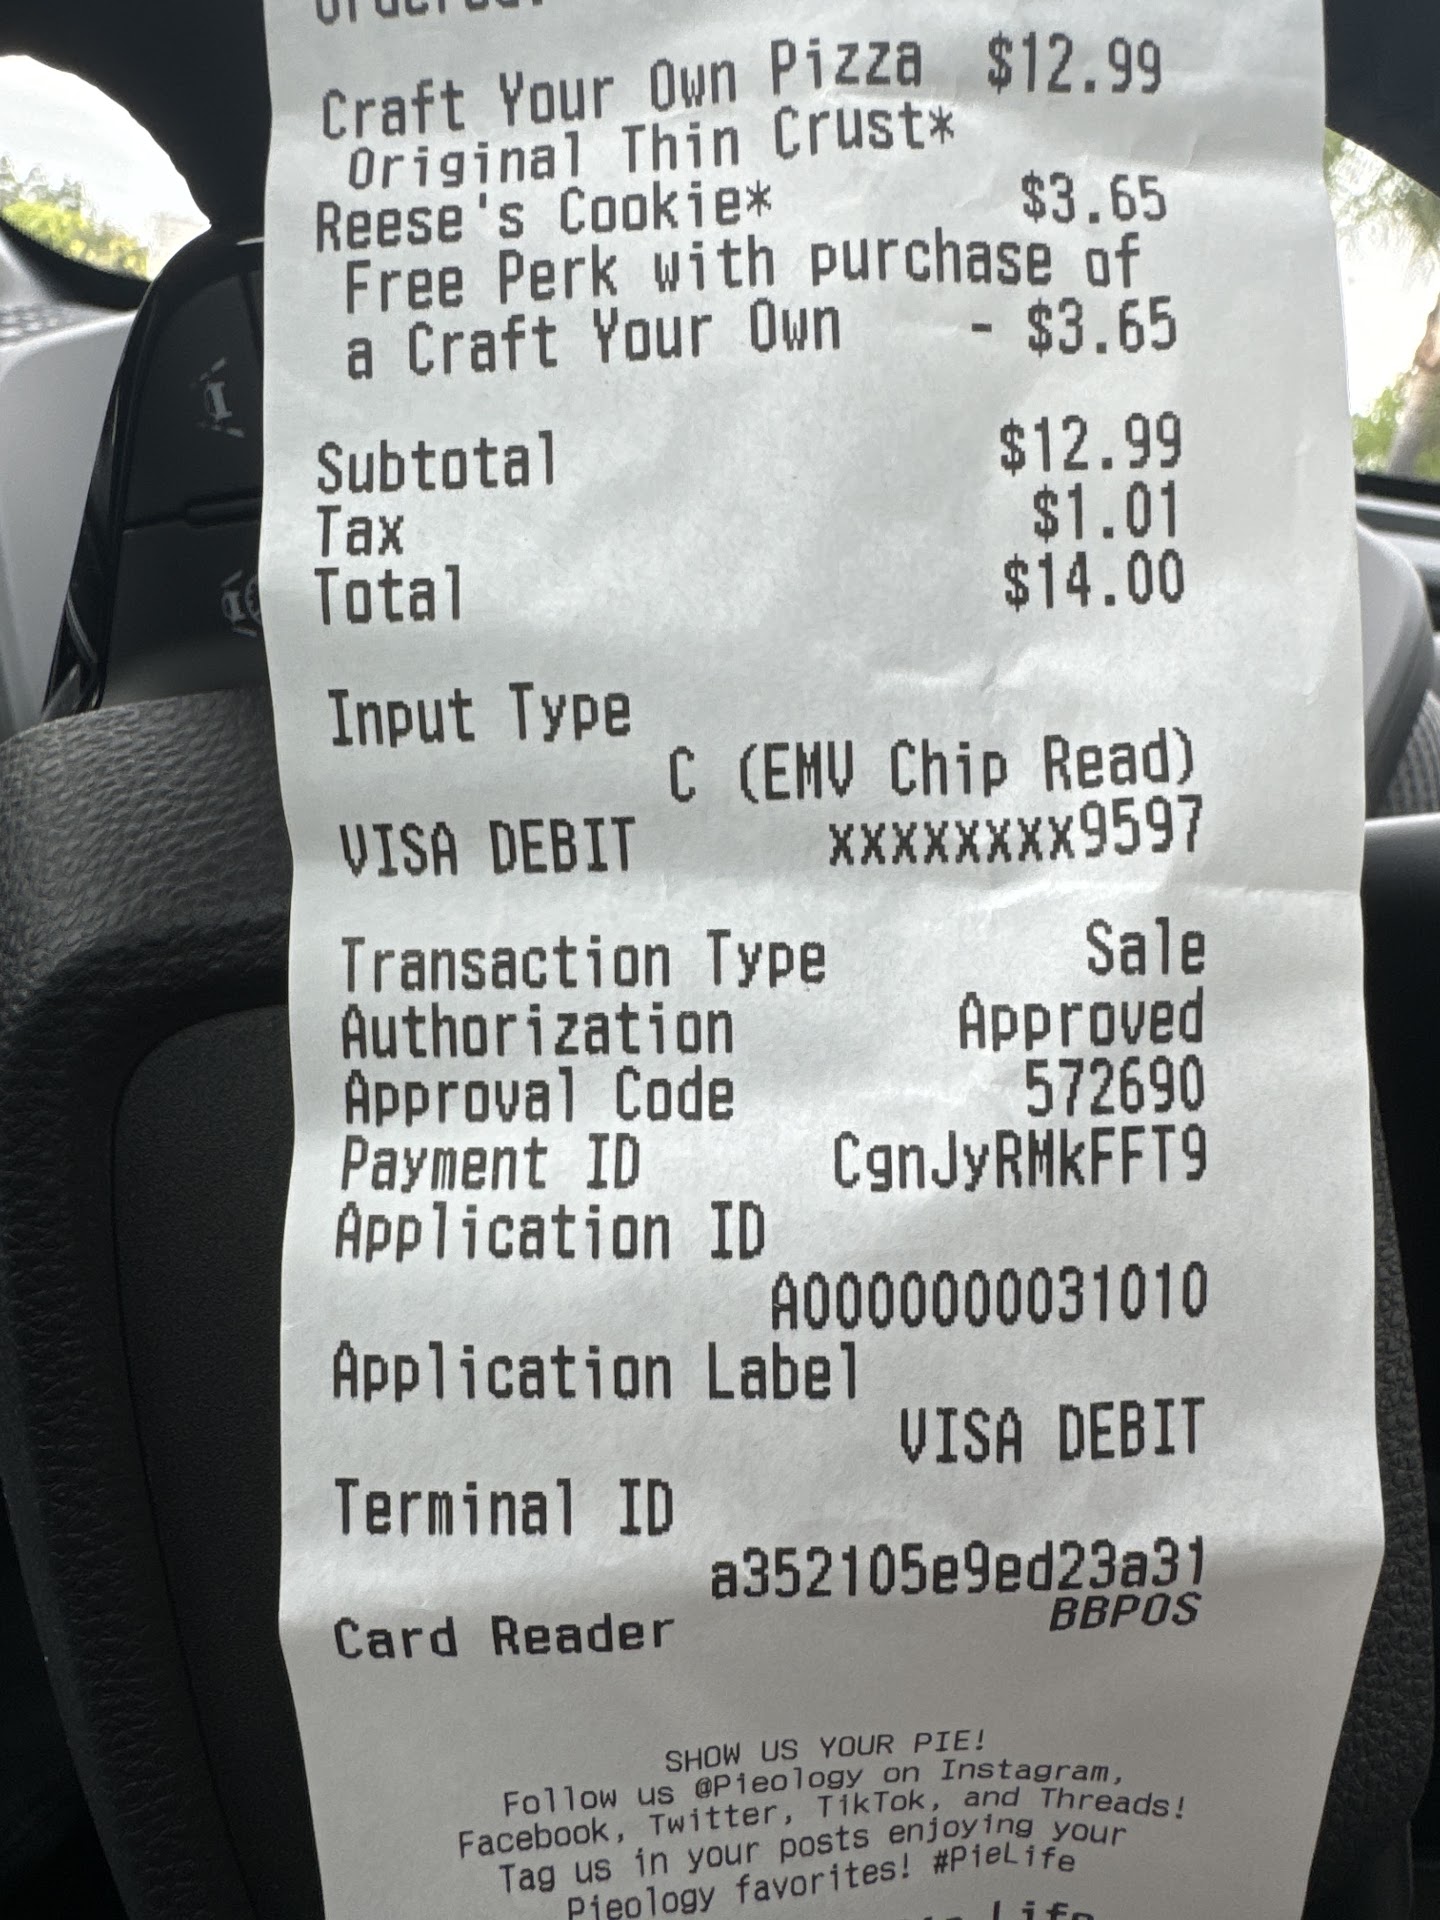 Ordered:
Craft Your Own Pizza $12.99
Original Thin Crust*
Reese's Cookie* $3.65
Free Perk with purchase of
a Craft Your Own - $3.65
Subtotal $12.99
Tax $1.01
Total $14.00
Input Type
C (EMV Chip Read)
VISA DEBIT xxxxxxxx9597
Transaction Type Sale
Authorization Approved
Approval Code 572690
Payment ID CgnJyRMkFFT9
Application ID
A0000000031010
Application Label
VISA DEBIT
Terminal ID
a352105e9ed23a31
Card Reader BBPOS
SHOW US YOUR PIE!
Follow us @Pieology on Instagram,
Facebook, Twitter, TikTok, and Threads!
Tag us in your posts enjoying your
Pieology favorites! #PieLife
Life